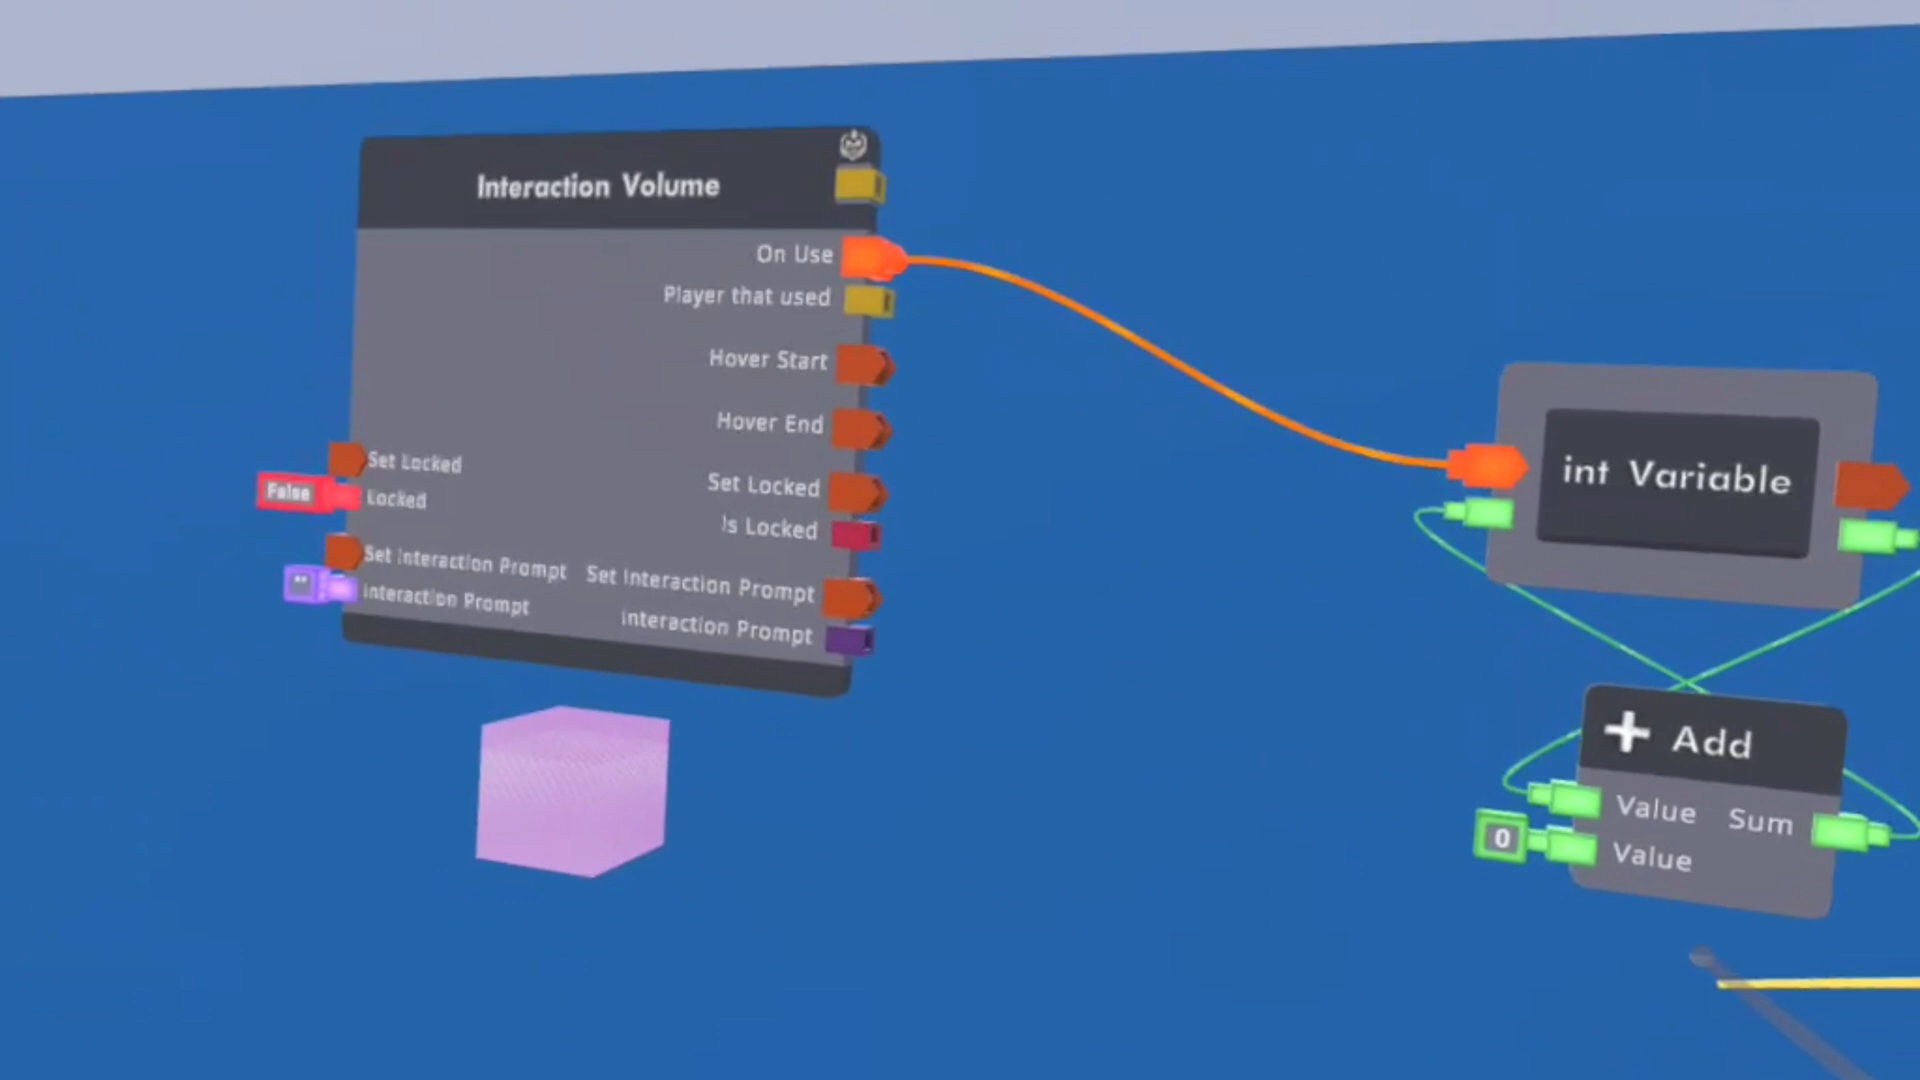 Interaction Volume
On Use
Player that used
Hover Start
Hover End
Set Locked
False Locked
Set Locked
Is Locked
Set Interaction Prompt
"" Interaction Prompt
Set Interaction Prompt
Interaction Prompt
int Variable
+ Add
Value Sum
0 Value